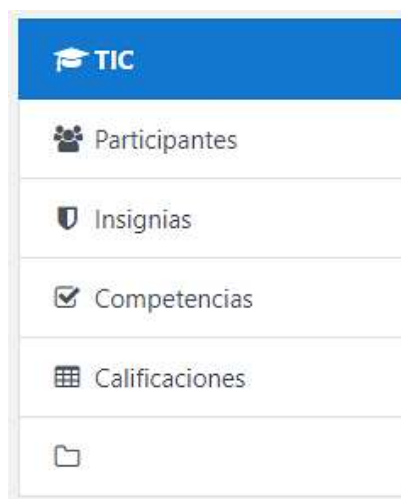 TIC
Participantes
Insignias
Competencias
Calificaciones